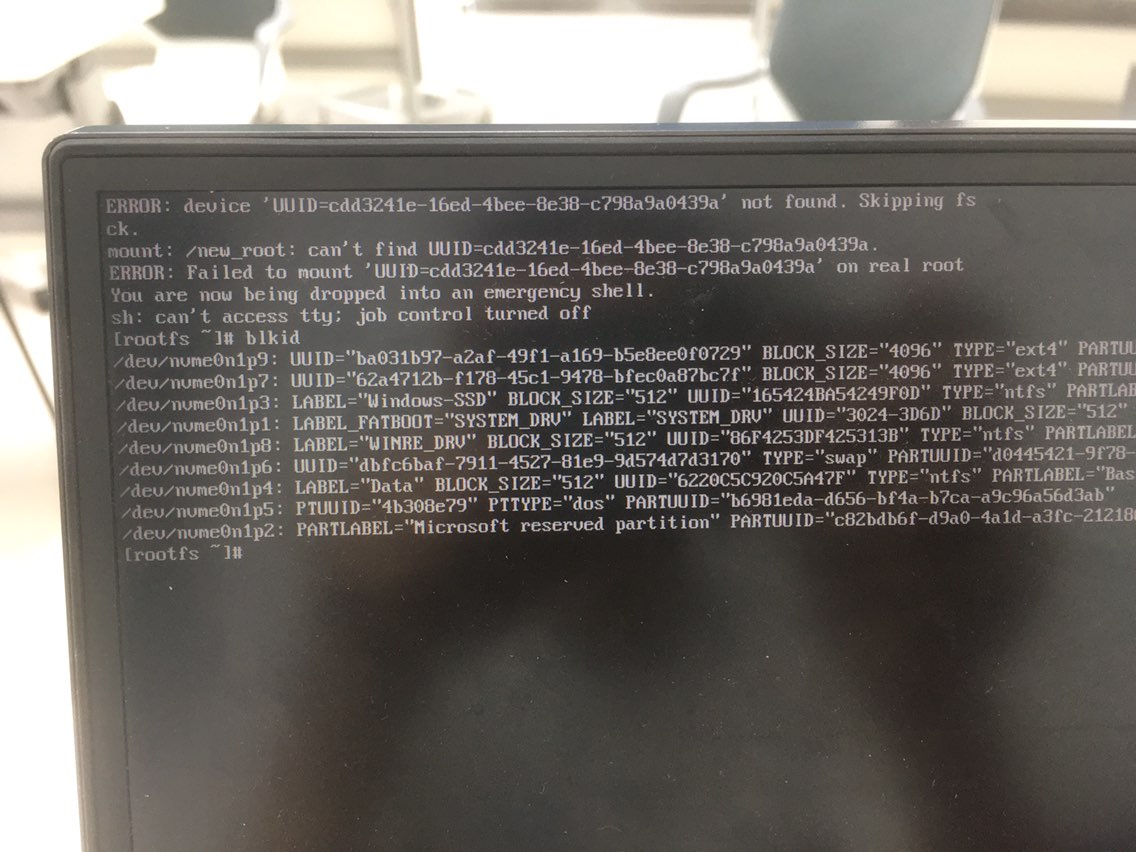 ERROR: device 'UUID=cdd3241e-16ed-4bee-8e38-c798a9a0439a' not found. Skipping fs
ck.
mount: /new_root: can't find UUID=cdd3241e-16ed-4bee-8e38-c798a9a0439a.
ERROR: Failed to mount 'UUID=cdd3241e-16ed-4bee-8e38-c798a9a0439a' on real root
You are now being dropped into an emergency shell.
sh: can't access tty; job control turned off
[rootfs ~]# blkid
/dev/nvme0n1p9: UUID="ba031b97-a2af-49f1-a169-b5e8ee0f0729" BLOCK_SIZE="4096" TYPE="ext4" PARTUU
/dev/nvme0n1p7: UUID="62a4712b-f178-45c1-9478-bfec0a87bc7f" BLOCK_SIZE="4096" TYPE="ext4" PARTUU
/dev/nvme0n1p3: LABEL="Windows-SSD" BLOCK_SIZE="512" UUID="165424BA54249F0D" TYPE="ntfs" PARTLAB
/dev/nvme0n1p1: LABEL_FATBOOT="SYSTEM_DRV" LABEL="SYSTEM_DRV" UUID="3024-3D6D" BLOCK_SIZE="512"
/dev/nvme0n1p8: LABEL="WINRE_DRV" BLOCK_SIZE="512" UUID="86F4253DF425313B" TYPE="ntfs" PARTLABEL
/dev/nvme0n1p6: UUID="dbfc6baf-7911-4527-81e9-9d574d7d3170" TYPE="swap" PARTUUID="d0445421-9f78-
/dev/nvme0n1p4: LABEL="Data" BLOCK_SIZE="512" UUID="6220C5C920C5A47F" TYPE="ntfs" PARTLABEL="Bas
/dev/nvme0n1p5: PTUUID="4b308e79" PTTYPE="dos" PARTUUID="b6981eda-d656-bf4a-b7ca-a9c96a56d3ab"
/dev/nvme0n1p2: PARTLABEL="Microsoft reserved partition" PARTUUID="c82bdb6f-d9a0-4a1d-a3fc-21218
[rootfs ~]#